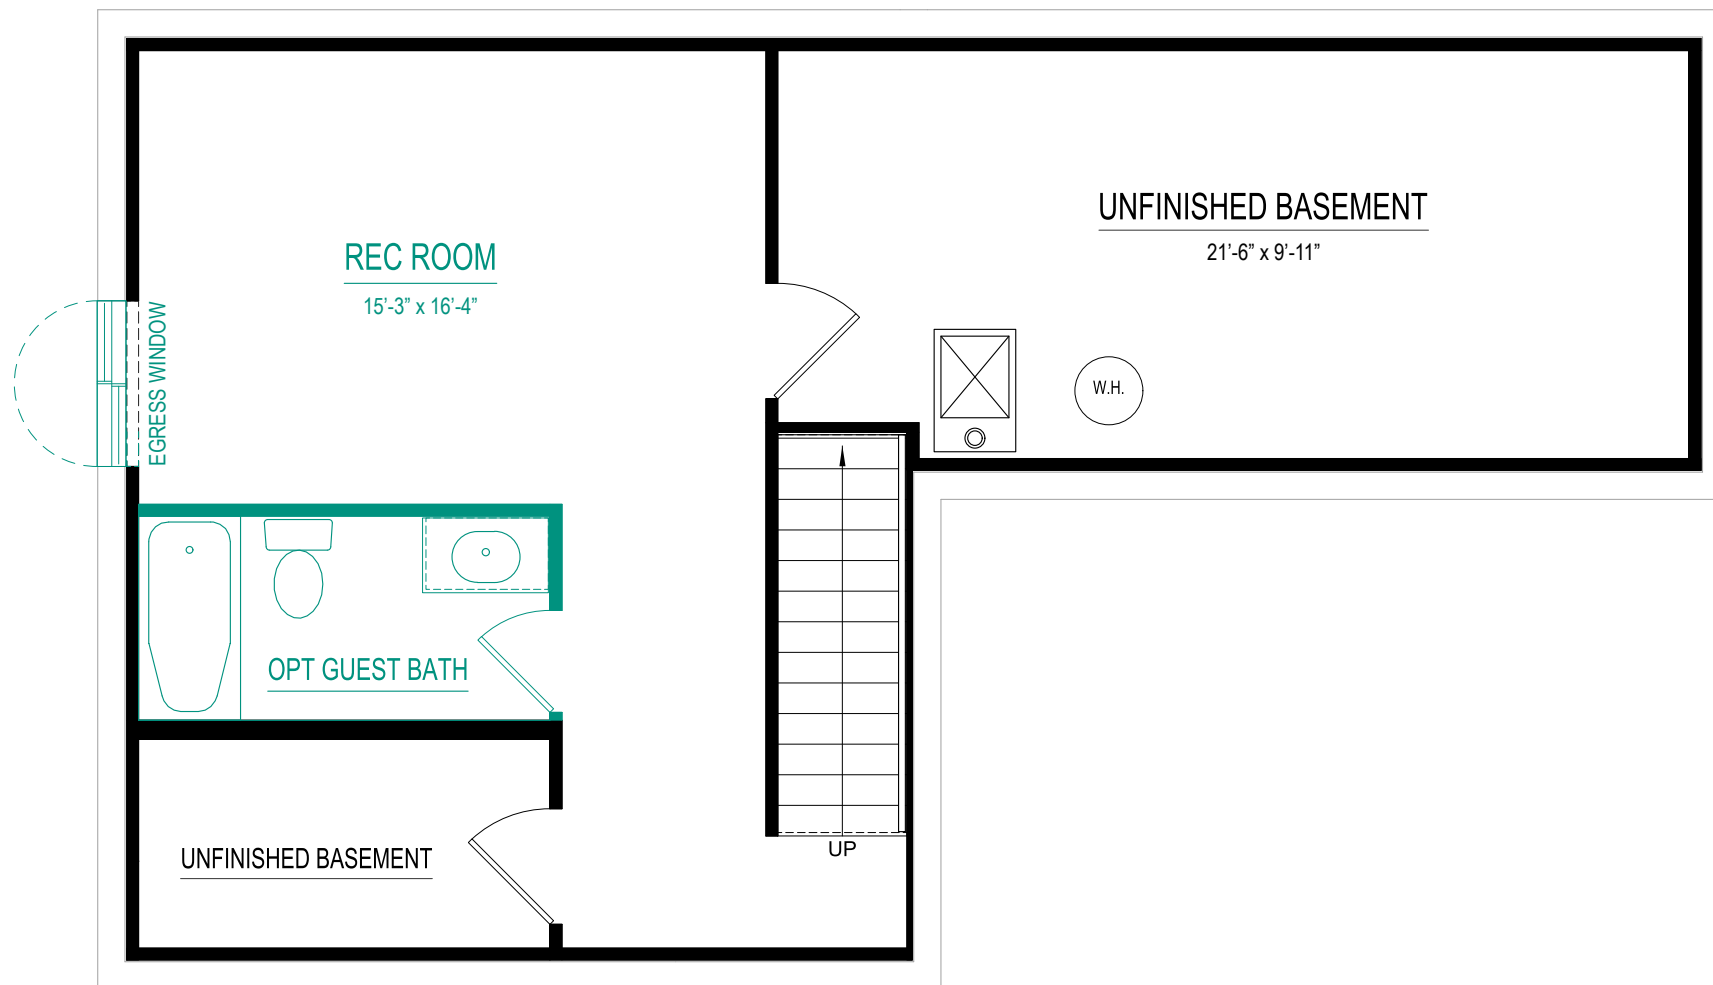 UNFINISHED BASEMENT
21’-6” x 9’-11”
REC ROOM
15’-3” x 16’-4”
EGRESS WINDOW
W.H.
OPT GUEST BATH
UNFINISHED BASEMENT
UP